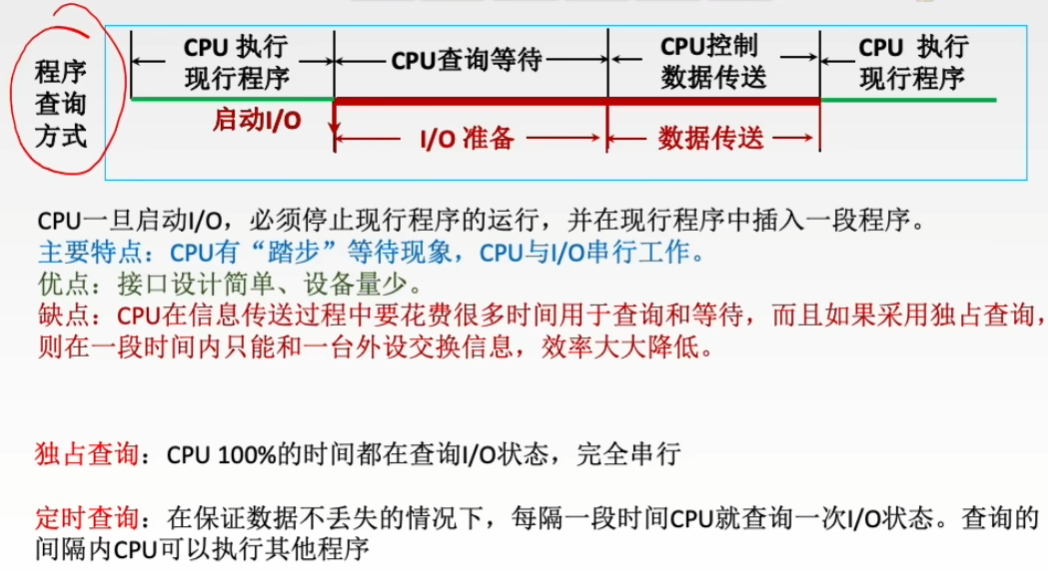 程序
查询
方式
CPU 执行
现行程序
CPU查询等待
CPU控制
数据传送
CPU 执行
现行程序
启动I/O
I/O 准备
数据传送
CPU一旦启动I/O，必须停止现行程序的运行，并在现行程序中插入一段程序。
主要特点：CPU有“踏步”等待现象，CPU与I/O串行工作。
优点：接口设计简单、设备量少。
缺点：CPU在信息传送过程中要花费很多时间用于查询和等待，而且如果采用独占查询，
则在一段时间内只能和一台外设交换信息，效率大大降低。
独占查询：CPU 100%的时间都在查询I/O状态，完全串行
定时查询：在保证数据不丢失的情况下，每隔一段时间CPU就查询一次I/O状态。查询的
间隔内CPU可以执行其他程序